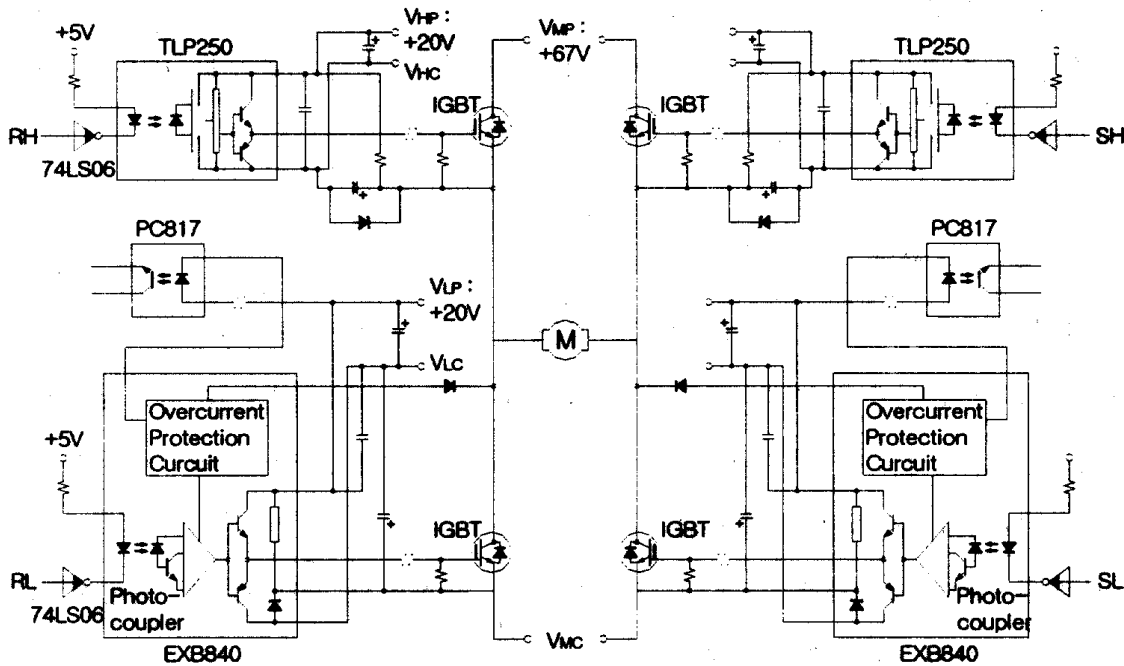 +5V
TLP250
VHP :
+20V
VHC
VMP :
+67V
TLP250
IGBT
IGBT
RH
74LS06
SH
PC817
PC817
VLP :
+20V
M
VLC
+5V
Overcurrent
Protection
Curcuit
Overcurrent
Protection
Curcuit
IGBT
IGBT
RL
74LS06
Photo
coupler
Photo
coupler
SL
EXB840
VMC
EXB840